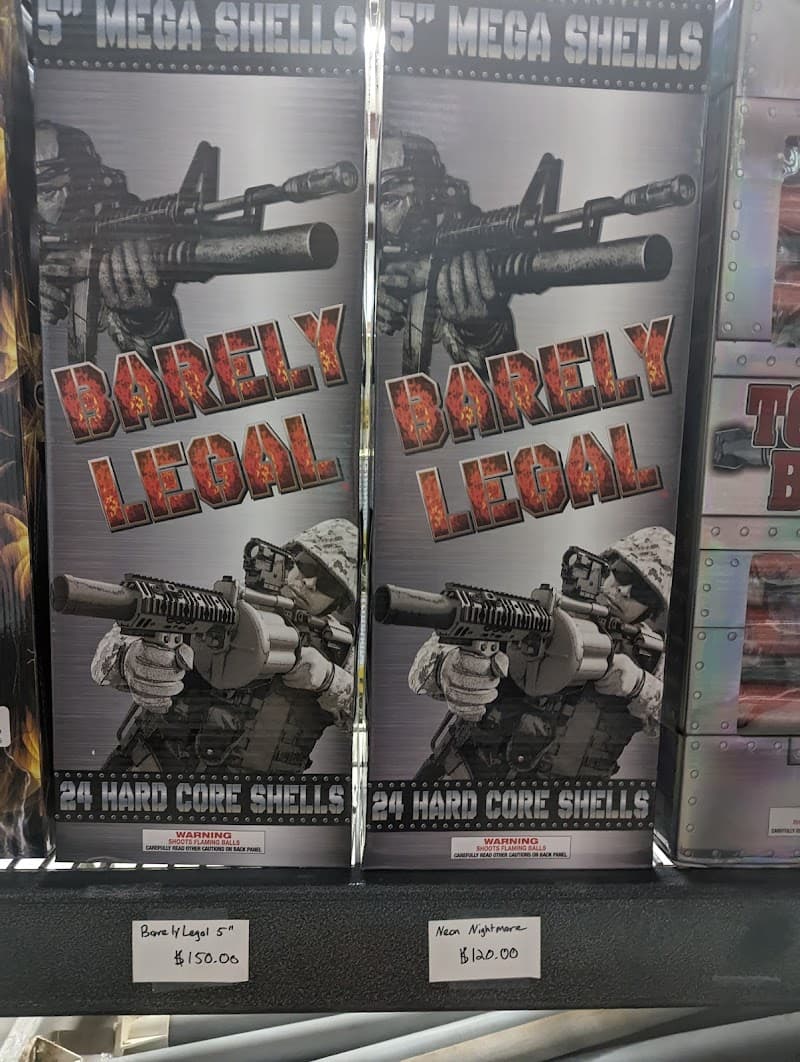 5" MEGA SHELLS
BARELY
LEGAL
24 HARD CORE SHELLS
WARNING
SHOOTS FLAMING BALLS
CAREFULLY READ OTHER CAUTIONS ON BACK PANEL
5" MEGA SHELLS
BARELY
LEGAL
24 HARD CORE SHELLS
WARNING
SHOOTS FLAMING BALLS
CAREFULLY READ OTHER CAUTIONS ON BACK PANEL
Barely Legal 5"
$150.00
Neon Nightmare
$120.00